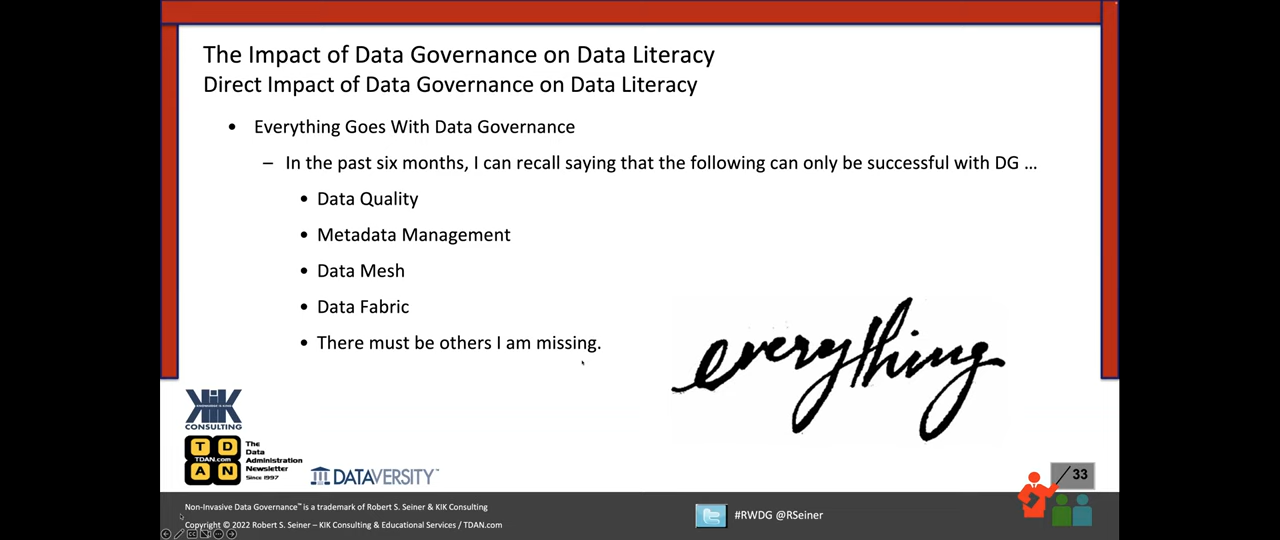 The Impact of Data Governance on Data Literacy
Direct Impact of Data Governance on Data Literacy
• Everything Goes With Data Governance
– In the past six months, I can recall saying that the following can only be successful with DG ...
• Data Quality
• Metadata Management
• Data Mesh
• Data Fabric
• There must be others I am missing.
everything
KIK
CONSULTING
T D
TDAN.com
A N
The
Data
Administration
Newsletter
Since 1997
DATAVERSITY™
/ 33
Non-Invasive Data Governance™ is a trademark of Robert S. Seiner & KIK Consulting
Copyright © 2022 Robert S. Seiner – KIK Consulting & Educational Services / TDAN.com
#RWDG @RSeiner